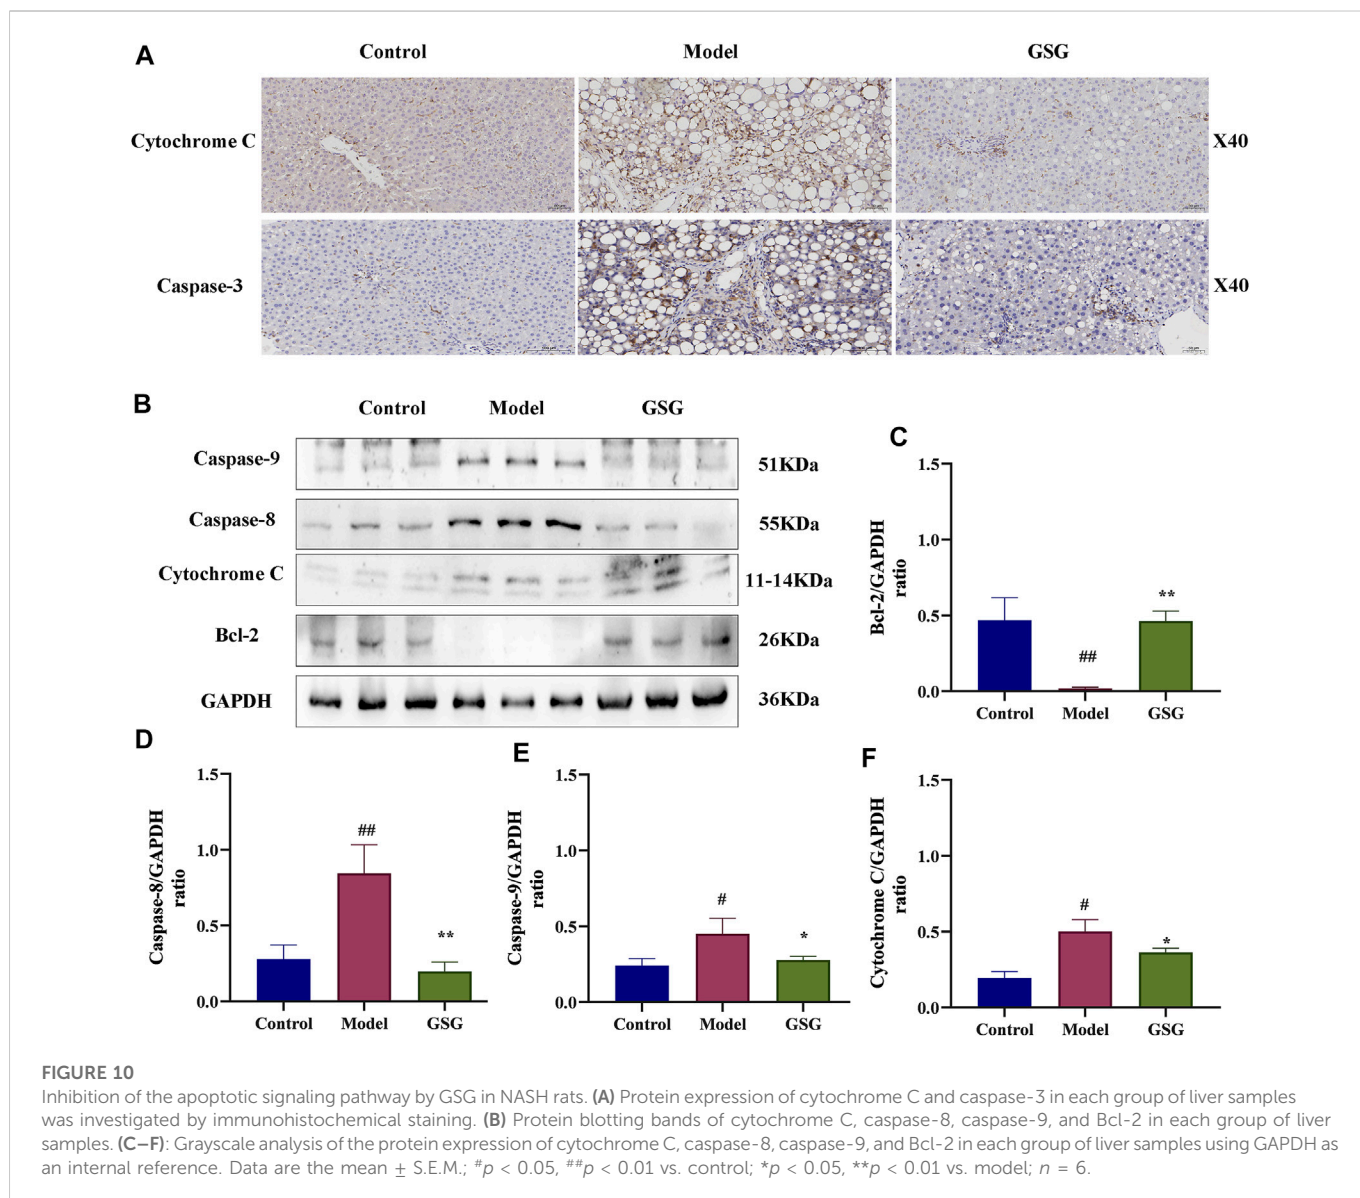 A
Control Model GSG
Cytochrome C X40
Caspase-3 X40
B
Control Model GSG
Caspase-9 51KDa
Caspase-8 55KDa
Cytochrome C 11-14KDa
Bcl-2 26KDa
GAPDH 36KDa
C
Bcl-2/GAPDH
ratio
1.5
1.0
0.5
0.0
##
**
Control Model GSG
D
Caspase-8/GAPDH
ratio
1.5
1.0
0.5
0.0
##
**
Control Model GSG
E
Caspase-9/GAPDH
ratio
1.5
1.0
0.5
0.0
#
*
Control Model GSG
F
Cytochrome C/GAPDH
ratio
1.5
1.0
0.5
0.0
#
*
Control Model GSG
FIGURE 10
Inhibition of the apoptotic signaling pathway by GSG in NASH rats. (A) Protein expression of cytochrome C and caspase-3 in each group of liver samples
was investigated by immunohistochemical staining. (B) Protein blotting bands of cytochrome C, caspase-8, caspase-9, and Bcl-2 in each group of liver
samples. (C–F): Grayscale analysis of the protein expression of cytochrome C, caspase-8, caspase-9, and Bcl-2 in each group of liver samples using GAPDH as
an internal reference. Data are the mean ± S.E.M.; #p < 0.05, ##p < 0.01 vs. control; *p < 0.05, **p < 0.01 vs. model; n = 6.